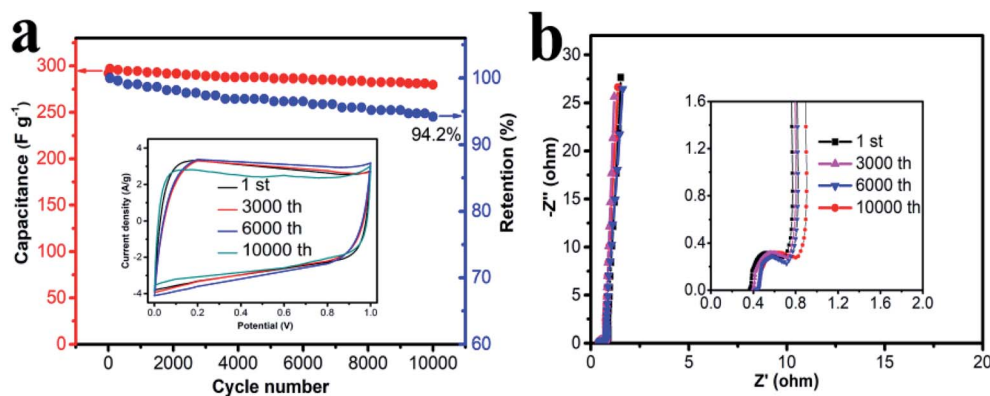 a
Capacitance (F g⁻¹)
300
250
200
150
100
50
0
0 2000 4000 6000 8000 10000
Cycle number
100
90
80
70
60
Retention (%)
94.2%
Current density (A/g)
4
2
0
-2
-4
0.0 0.2 0.4 0.6 0.8 1.0
Potential (V)
1 st
3000 th
6000 th
10000 th
b
-Z'' (ohm)
30
25
20
15
10
5
0
0 5 10 15 20
Z' (ohm)
1.6
1.2
0.8
0.4
0.0
0.0 0.4 0.8 1.2 1.6 2.0
1 st
3000 th
6000 th
10000 th